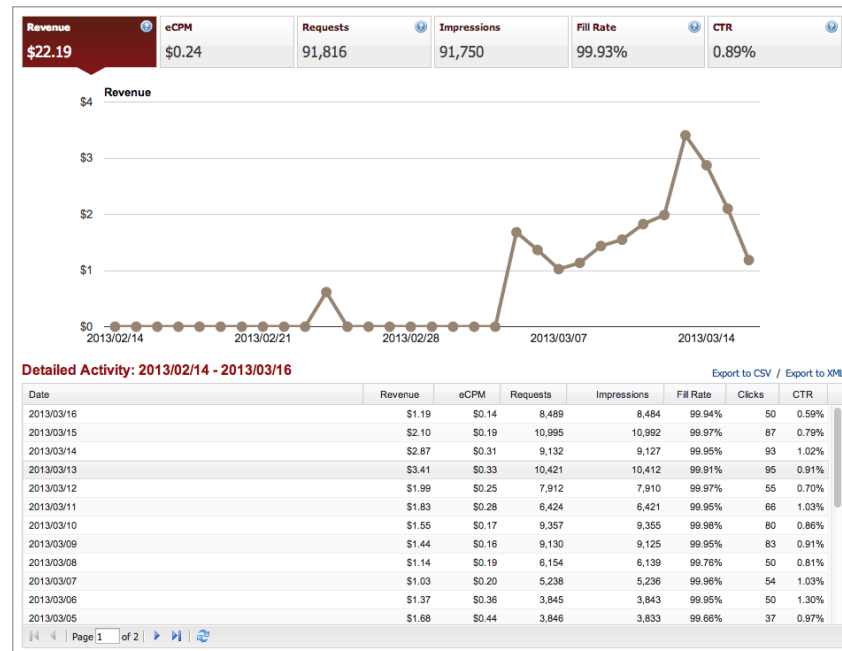 Revenue eCPM Requests Impressions Fill Rate CTR
$22.19 $0.24 91,816 91,750 99.93% 0.89%
Revenue
$4
$3
$2
$1
$0
2013/02/14 2013/02/21 2013/02/28 2013/03/07 2013/03/14
Detailed Activity: 2013/02/14 - 2013/03/16
Export to CSV / Export to XML
Date Revenue eCPM Requests Impressions Fill Rate Clicks CTR
2013/03/16 $1.19 $0.14 8,489 8,484 99.94% 50 0.59%
2013/03/15 $2.10 $0.19 10,995 10,992 99.97% 87 0.79%
2013/03/14 $2.87 $0.31 9,132 9,127 99.95% 93 1.02%
2013/03/13 $3.41 $0.33 10,421 10,412 99.91% 95 0.91%
2013/03/12 $1.99 $0.25 7,912 7,910 99.97% 55 0.70%
2013/03/11 $1.83 $0.28 6,424 6,421 99.95% 66 1.03%
2013/03/10 $1.55 $0.17 9,357 9,355 99.98% 80 0.86%
2013/03/09 $1.44 $0.16 9,130 9,125 99.95% 83 0.91%
2013/03/08 $1.14 $0.19 6,154 6,139 99.76% 50 0.81%
2013/03/07 $1.03 $0.20 5,238 5,236 99.96% 54 1.03%
2013/03/06 $1.37 $0.36 3,845 3,843 99.95% 50 1.30%
2013/03/05 $1.68 $0.44 3,846 3,833 99.66% 37 0.97%
Page 1 of 2